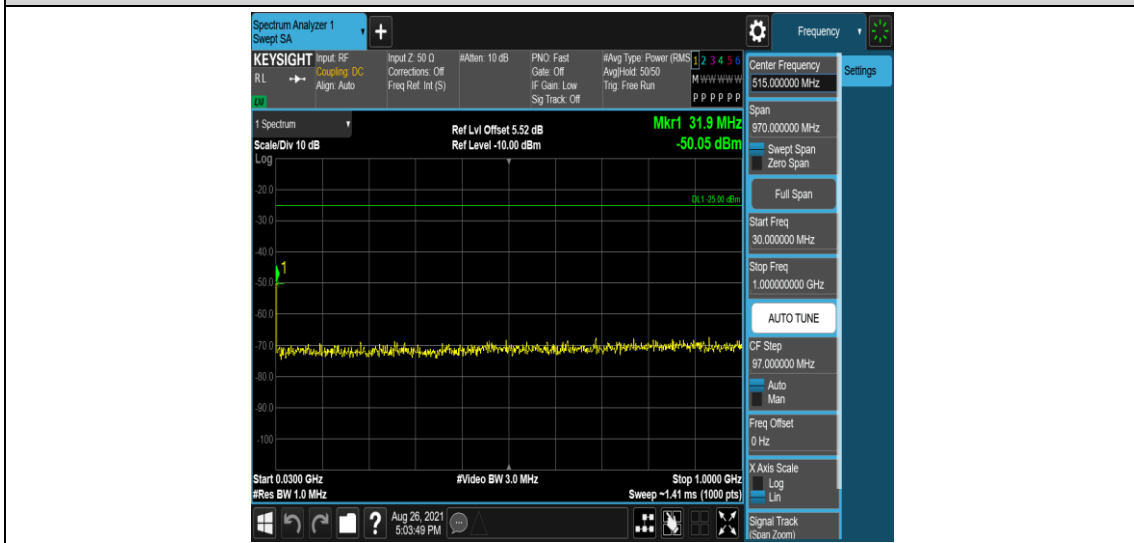 Spectrum Analyzer 1
Swept SA
+
Frequency
KEYSIGHT
RL
LXI
Input: RF
Coupling: DC
Align: Auto
Input Z: 50 Ω
Corrections: Off
Freq Ref: Int (S)
#Atten: 10 dB
PNO: Fast
Gate: Off
IF Gain: Low
Sig Track: Off
#Avg Type: Power (RMS
Avg|Hold: 50/50
Trig: Free Run
1 2 3 4 5 6
M W W W W W
P P P P P P
1 Spectrum
Scale/Div 10 dB
Log
Ref Lvl Offset 5.52 dB
Ref Level -10.00 dBm
Mkr1 31.9 MHz
-50.05 dBm
-20.0
DL1 -25.00 dBm
-30.0
-40.0
1
-50.0
-60.0
-70.0
-80.0
-90.0
-100
Start 0.0300 GHz
#Res BW 1.0 MHz
#Video BW 3.0 MHz
Stop 1.0000 GHz
Sweep ~1.41 ms (1000 pts)
?
Aug 26, 2021
5:03:49 PM
Center Frequency
515.000000 MHz
Settings
Span
970.000000 MHz
Swept Span
Zero Span
Full Span
Start Freq
30.000000 MHz
Stop Freq
1.000000000 GHz
AUTO TUNE
CF Step
97.000000 MHz
Auto
Man
Freq Offset
0 Hz
X Axis Scale
Log
Lin
Signal Track
(Span Zoom)